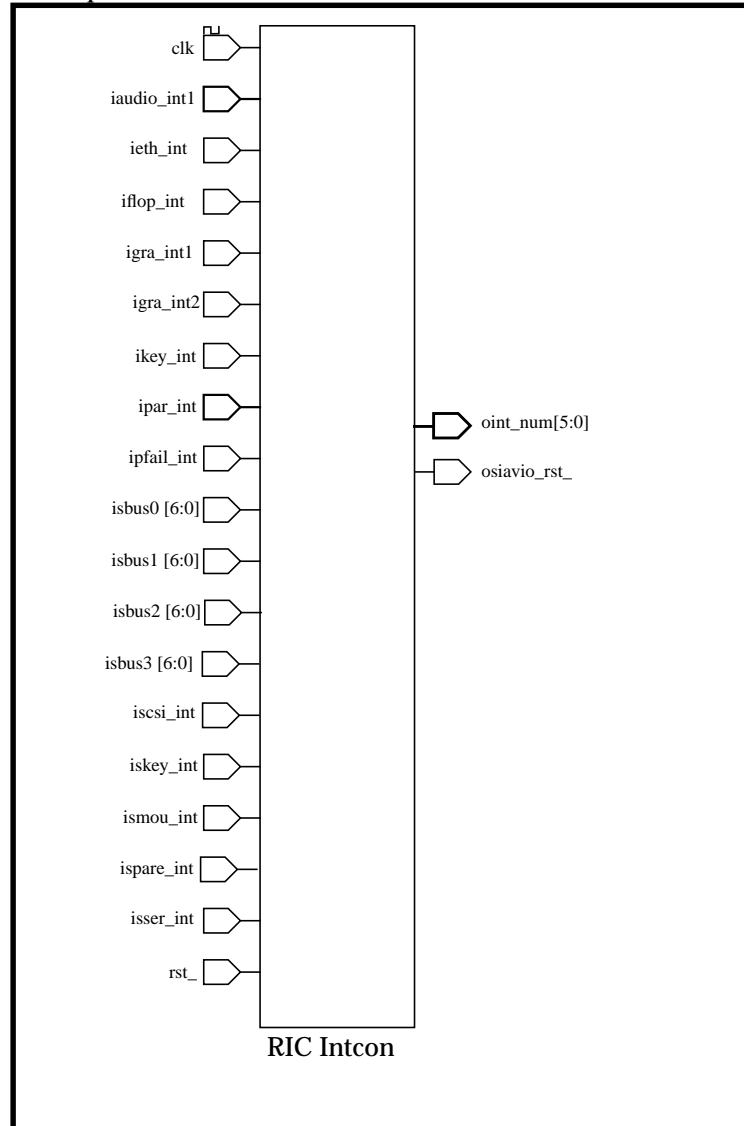 clk
iaudio_int1
ieth_int
iflop_int
igra_int1
igra_int2
ikey_int
ipar_int
ipfail_int
isbus0 [6:0]
isbus1 [6:0]
isbus2 [6:0]
isbus3 [6:0]
iscsi_int
iskey_int
ismou_int
ispare_int
isser_int
rst_
oint_num[5:0]
osiavio_rst_
RIC Intcon